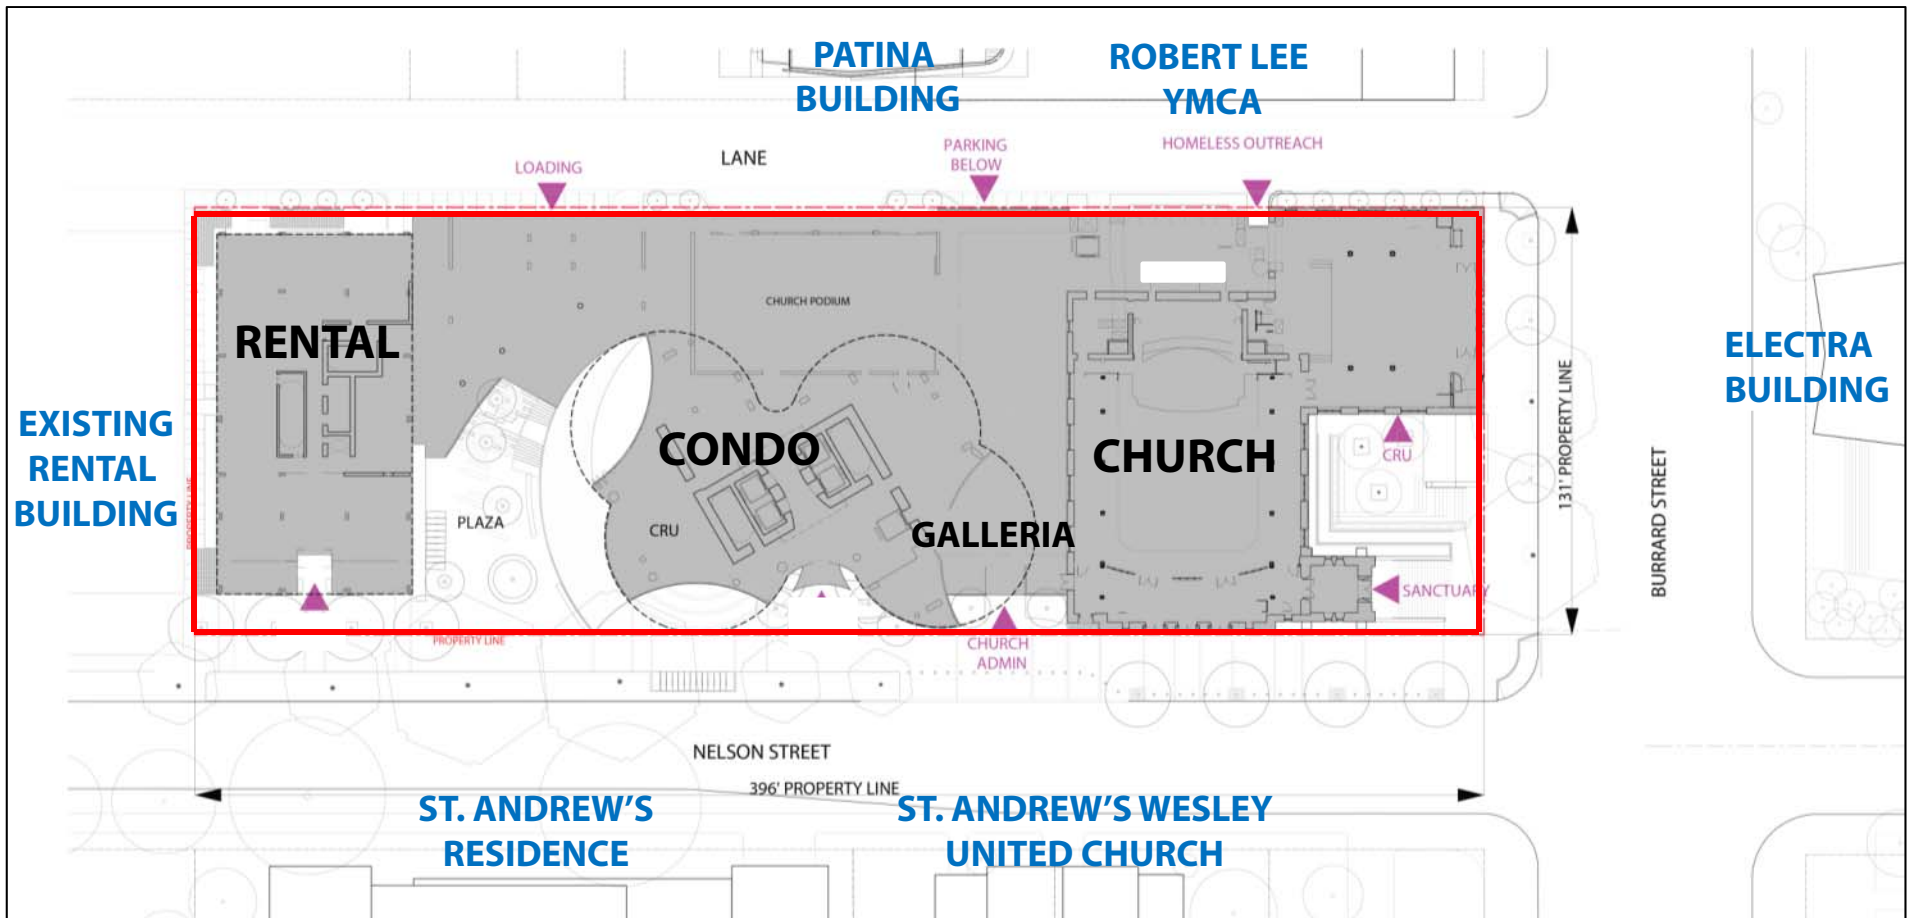 PATINA
BUILDING
ROBERT LEE
YMCA
LANE
LOADING
PARKING
BELOW
HOMELESS OUTREACH
CHURCH PODIUM
RENTAL
CONDO
CHURCH
GALLERIA
CRU
PLAZA
CRU
SANCTUARY
EXISTING
RENTAL
BUILDING
PROPERTY LINE
ELECTRA
BUILDING
131' PROPERTY LINE
BURRARD STREET
PROPERTY LINE
CHURCH
ADMIN
NELSON STREET
396' PROPERTY LINE
ST. ANDREW’S
RESIDENCE
ST. ANDREW’S WESLEY
UNITED CHURCH